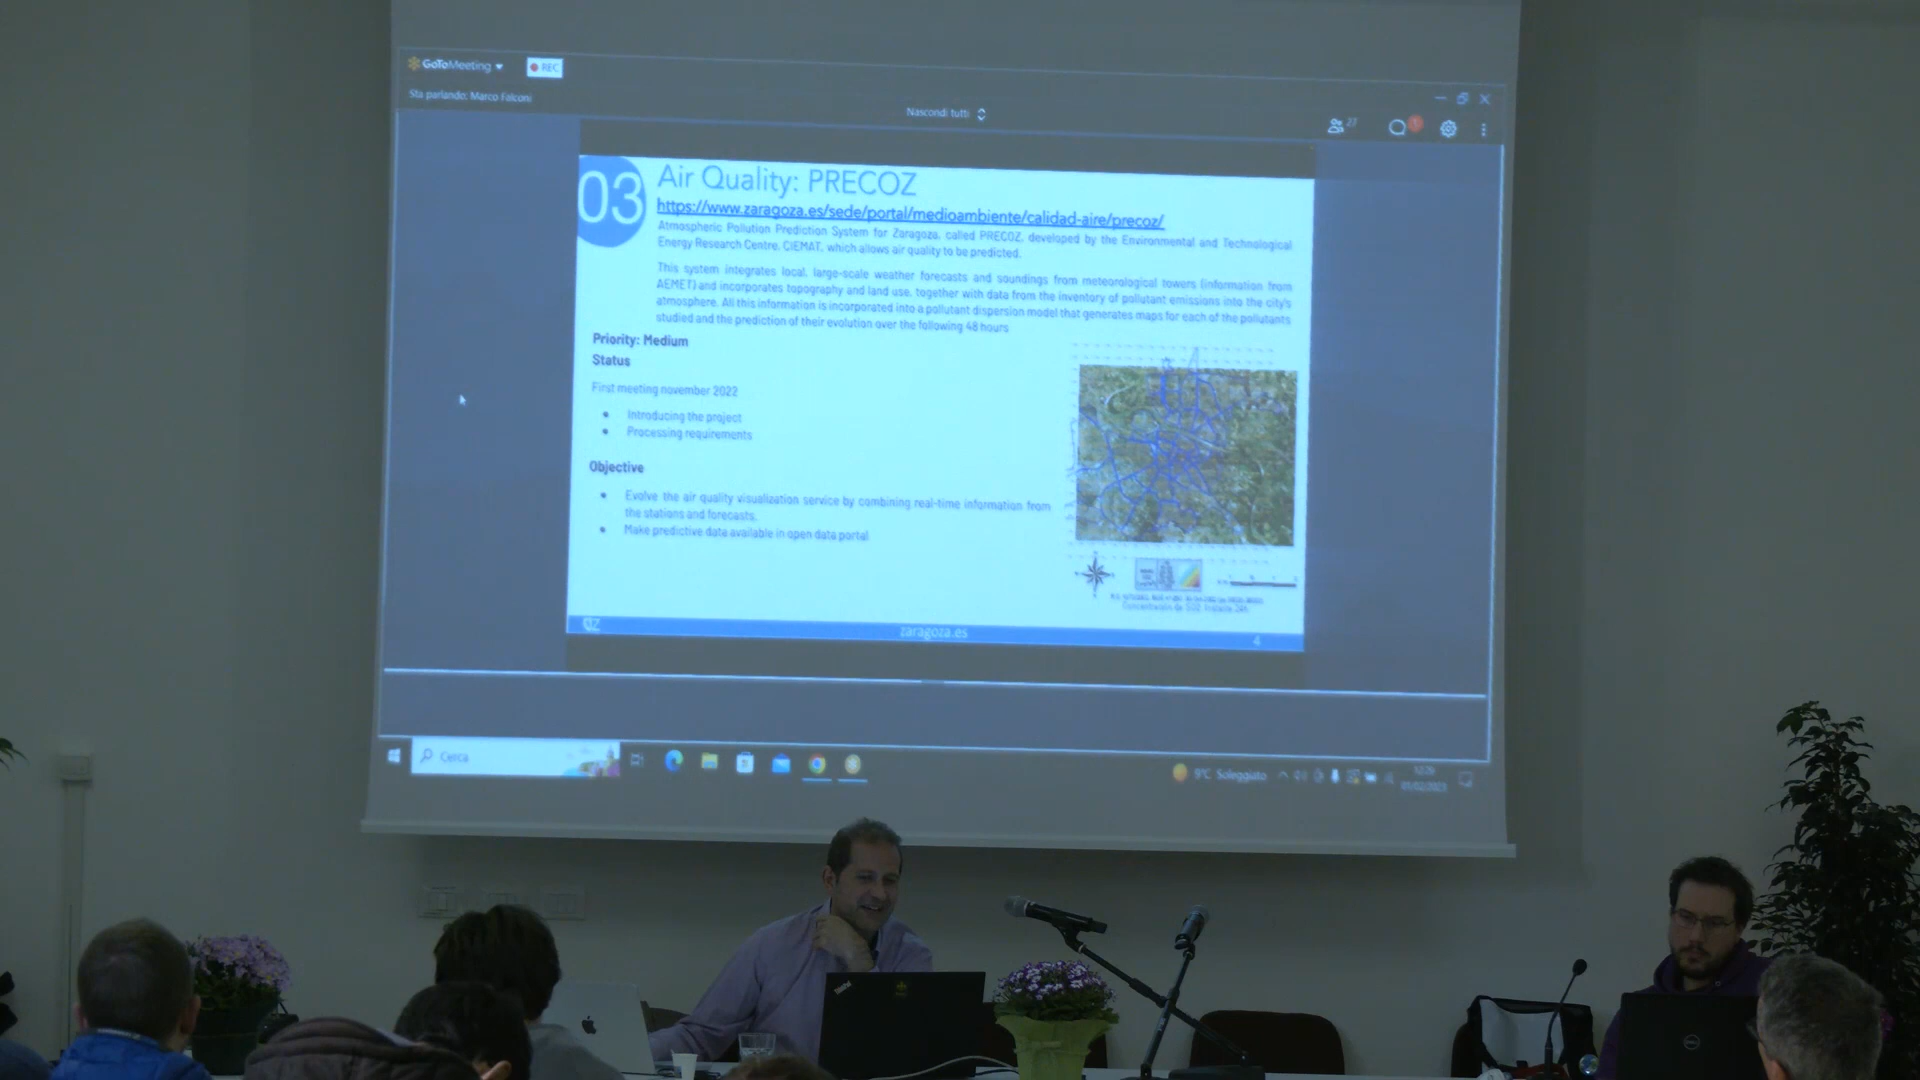 GoToMeeting
REC
Sta parlando: Marco Falconi
Nascondi tutti
27
03
Air Quality: PRECOZ
https://www.zaragoza.es/sede/portal/medioambiente/calidad-aire/precoz/
Atmospheric Pollution Prediction System for Zaragoza, called PRECOZ, developed by the Environmental and Technological
Energy Research Centre, CIEMAT, which allows air quality to be predicted.
This system integrates local, large-scale weather forecasts and soundings from meteorological towers (information from
AEMET) and incorporates topography and land use, together with data from the inventory of pollutant emissions into the city's
atmosphere. All this information is incorporated into a pollutant dispersion model that generates maps for each of the pollutants
studied and the prediction of their evolution over the following 48 hours
Priority: Medium
Status
First meeting november 2022
• Introducing the project
• Processing requirements
Objective
• Evolve the air quality visualization service by combining real-time information from
the stations and forecasts.
• Make predictive data available in open data portal
zaragoza.es
4
Cerca
9°C Soleggiato
01/02/2023
ThinkPad
DELL